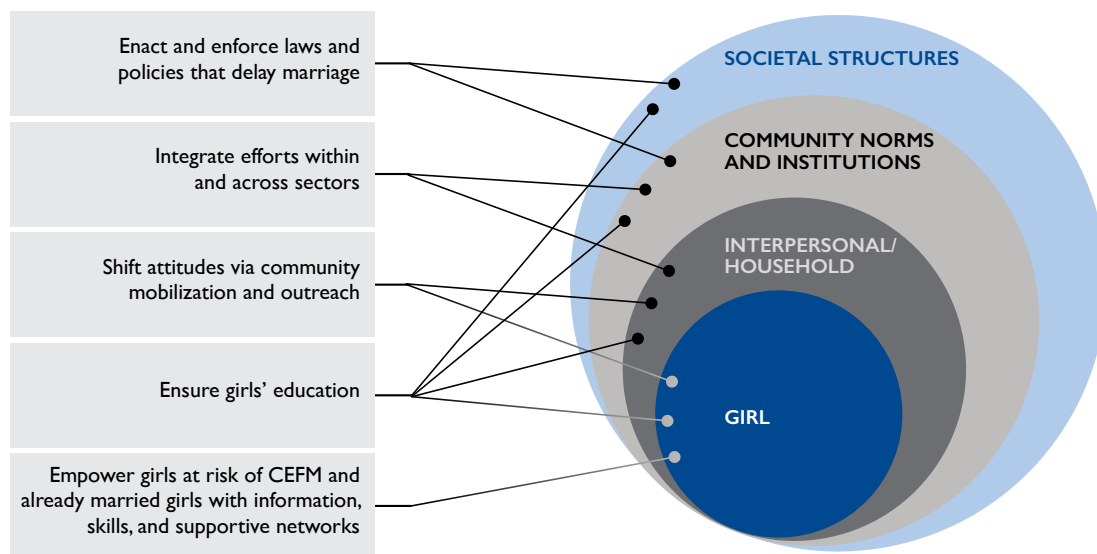 Enact and enforce laws and
policies that delay marriage
Integrate efforts within
and across sectors
Shift attitudes via community
mobilization and outreach
Ensure girls’ education
Empower girls at risk of CEFM and
already married girls with information,
skills, and supportive networks
SOCIETAL STRUCTURES
COMMUNITY NORMS
AND INSTITUTIONS
INTERPERSONAL/
HOUSEHOLD
GIRL